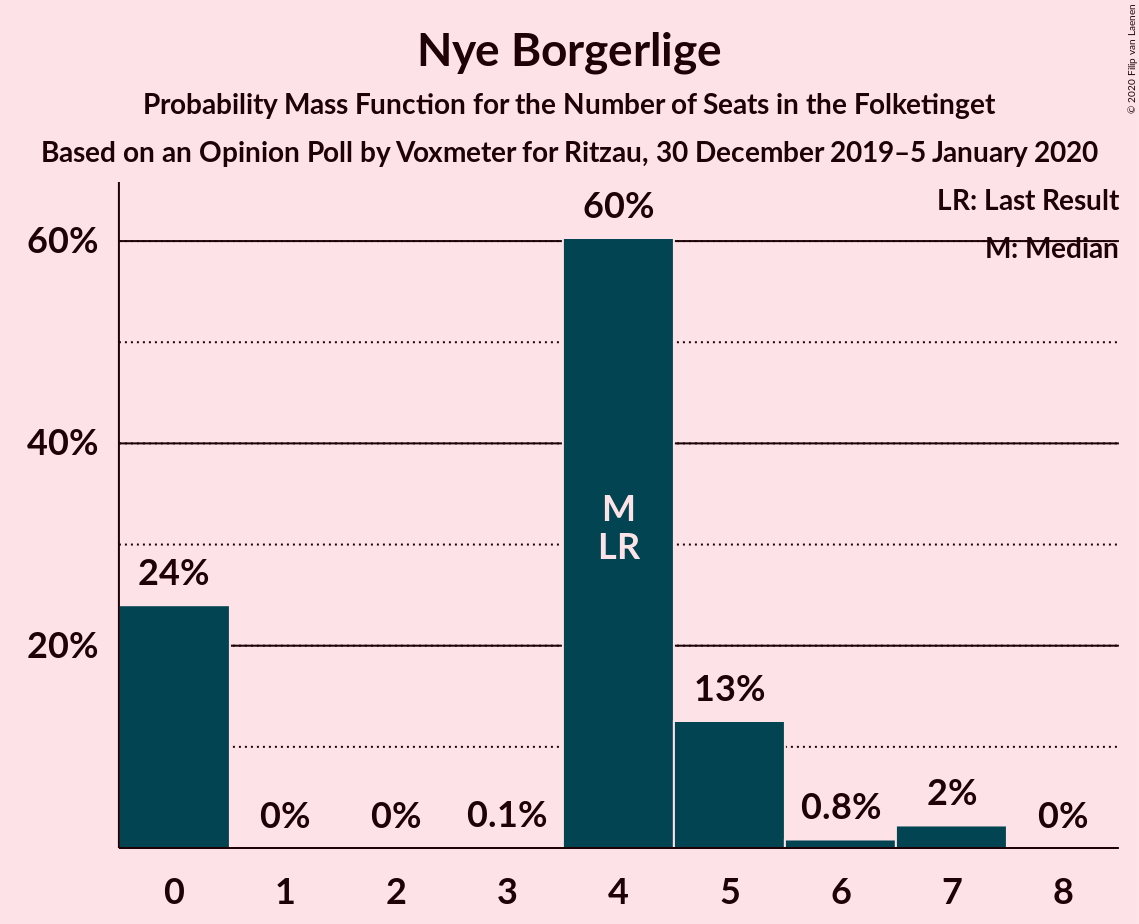 Nye Borgerlige
Probability Mass Function for the Number of Seats in the Folketinget
Based on an Opinion Poll by Voxmeter for Ritzau, 30 December 2019–5 January 2020
© 2020 Filip van Laenen
LR: Last Result
M: Median
60%
40%
20%
24%
0%
0%
0.1%
60%
M
LR
13%
0.8%
2%
0%
0 1 2 3 4 5 6 7 8